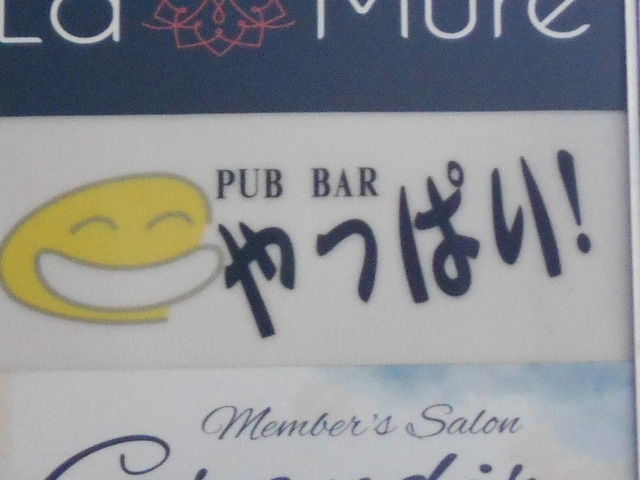 La Mure
PUB BAR
やっぱり!
Member's Salon